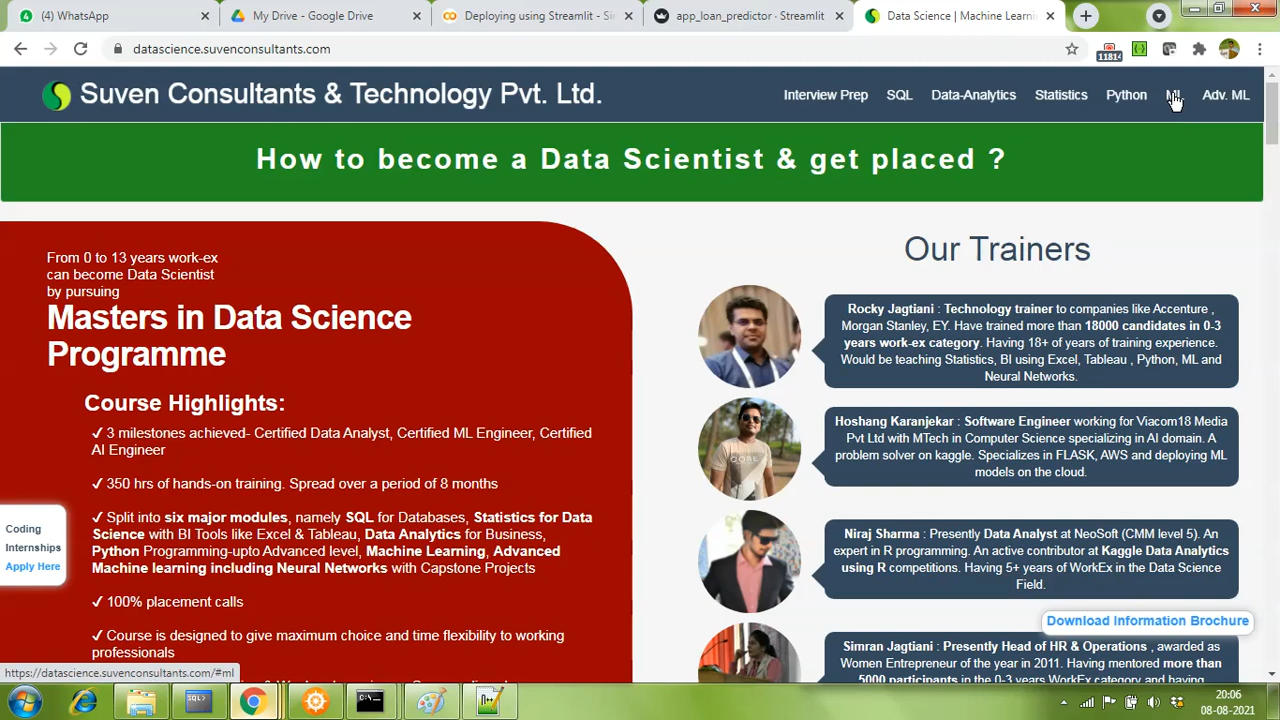 (4) WhatsApp
My Drive - Google Drive
Deploying using Streamlit - Si
app_loan_predictor · Streamlit
Data Science | Machine Learni
datascience.suvenconsultants.com
11814
Suven Consultants & Technology Pvt. Ltd.
Interview Prep
SQL
Data-Analytics
Statistics
Python
ML
Adv. ML
How to become a Data Scientist & get placed ?
From 0 to 13 years work-ex
can become Data Scientist
by pursuing
Masters in Data Science
Programme
Course Highlights:
✓ 3 milestones achieved- Certified Data Analyst, Certified ML Engineer, Certified
AI Engineer
✓ 350 hrs of hands-on training. Spread over a period of 8 months
✓ Split into six major modules, namely SQL for Databases, Statistics for Data
Science with BI Tools like Excel & Tableau, Data Analytics for Business,
Python Programming-upto Advanced level, Machine Learning, Advanced
Machine learning including Neural Networks with Capstone Projects
✓ 100% placement calls
✓ Course is designed to give maximum choice and time flexibility to working
professionals
Our Trainers
Rocky Jagtiani : Technology trainer to companies like Accenture ,
Morgan Stanley, EY. Have trained more than 18000 candidates in 0-3
years work-ex category. Having 18+ of years of training experience.
Would be teaching Statistics, BI using Excel, Tableau , Python, ML and
Neural Networks.
Hoshang Karanjekar : Software Engineer working for Viacom18 Media
Pvt Ltd with MTech in Computer Science specializing in AI domain. A
problem solver on kaggle. Specializes in FLASK, AWS and deploying ML
models on the cloud.
Niraj Sharma : Presently Data Analyst at NeoSoft (CMM level 5). An
expert in R programming. An active contributor at Kaggle Data Analytics
using R competitions. Having 5+ years of WorkEx in the Data Science
Field.
Simran Jagtiani : Presently Head of HR & Operations , awarded as
Women Entrepreneur of the year in 2011. Having mentored more than
5000 participants in the 0-3 years WorkEx category and having
Download Information Brochure
Coding
Internships
Apply Here
https://datascience.suvenconsultants.com/#ml
20:06
08-08-2021